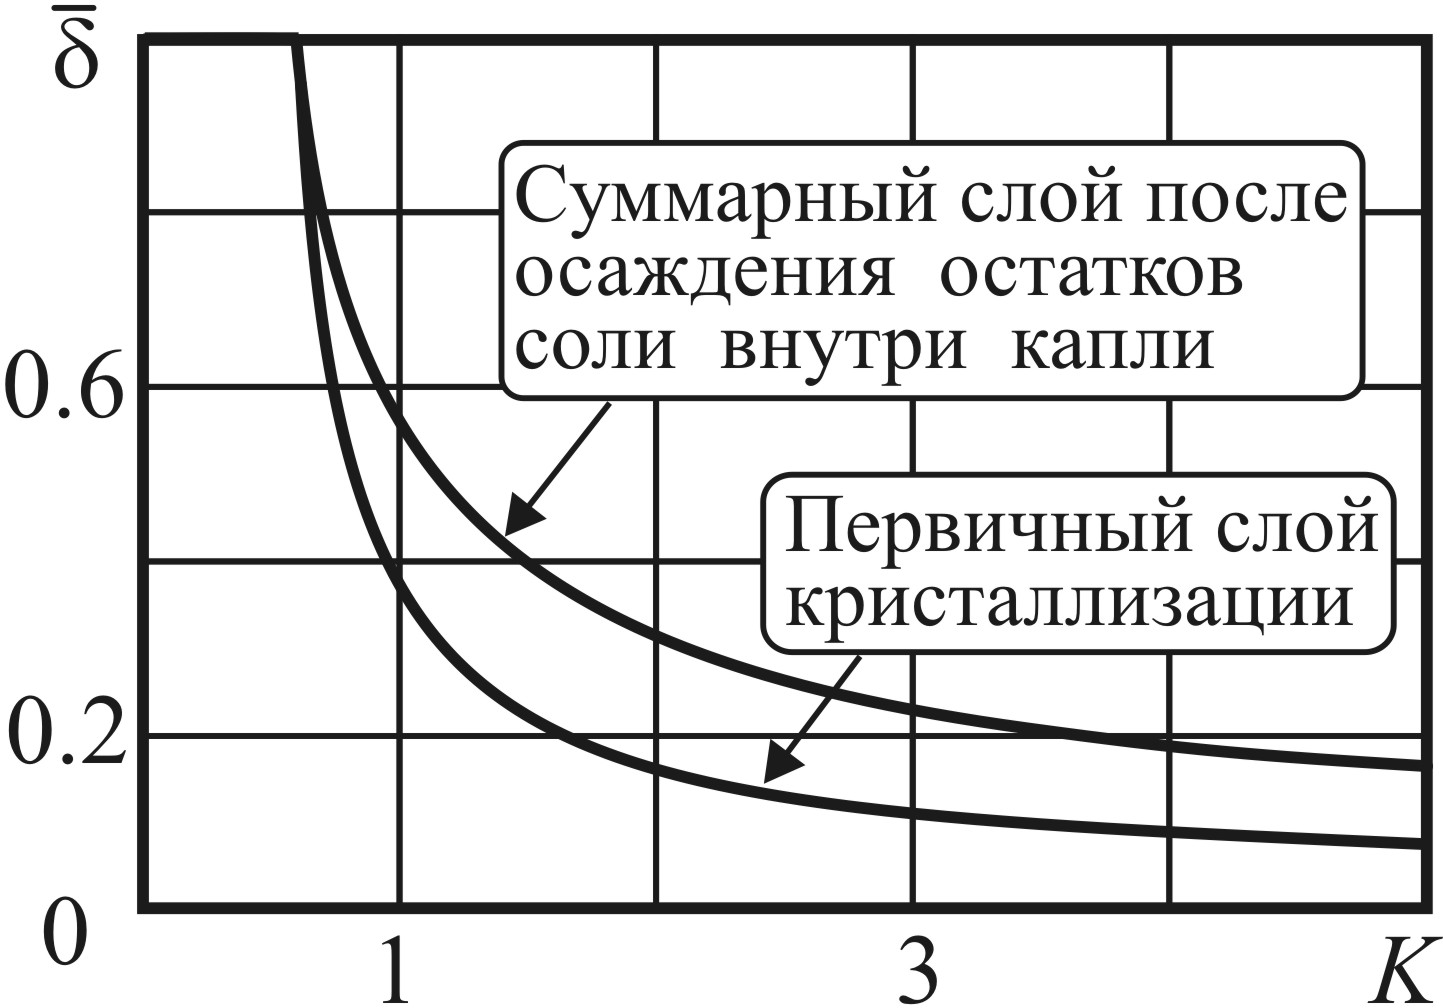 δ̅
Суммарный слой после
осаждения остатков
соли внутри капли
0.6
Первичный слой
кристаллизации
0.2
0
1
3
K